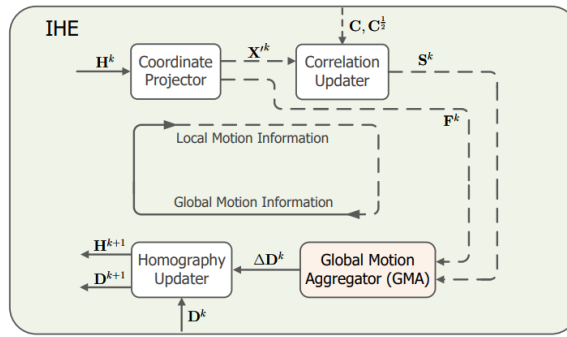 IHE
C, C^{1/2}
H^k
Coordinate
Projector
X'^k
Correlation
Updater
S^k
F^k
Local Motion Information
Global Motion Information
H^{k+1}
D^{k+1}
Homography
Updater
ΔD^k
Global Motion
Aggregator (GMA)
D^k